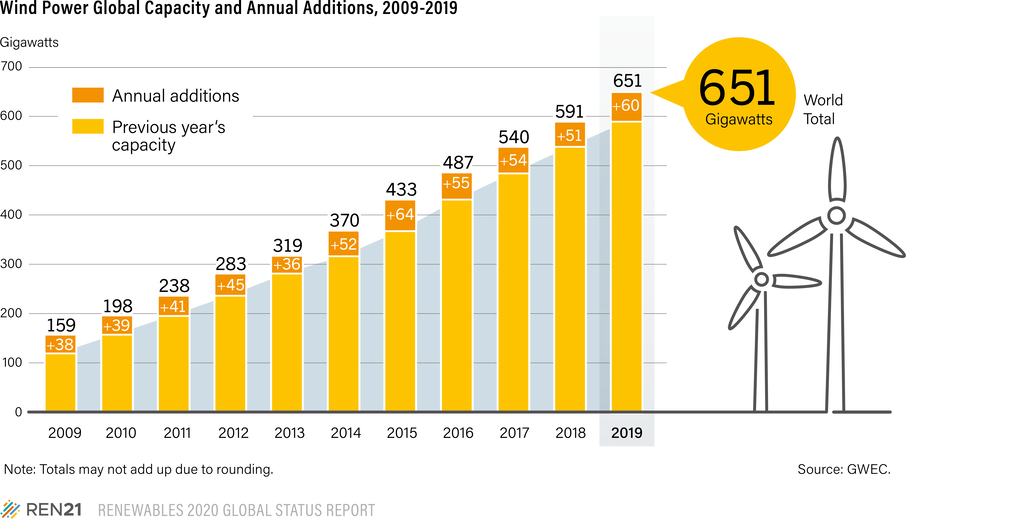 Wind Power Global Capacity and Annual Additions, 2009-2019
Gigawatts
700
600
500
400
300
200
100
0
Annual additions
Previous year's
capacity
159
+38
198
+39
238
+41
283
+45
319
+36
370
+52
433
+64
487
+55
540
+54
591
+51
651
+60
651
Gigawatts
World
Total
2009 2010 2011 2012 2013 2014 2015 2016 2017 2018 2019
Note: Totals may not add up due to rounding.
Source: GWEC.
REN21 RENEWABLES 2020 GLOBAL STATUS REPORT